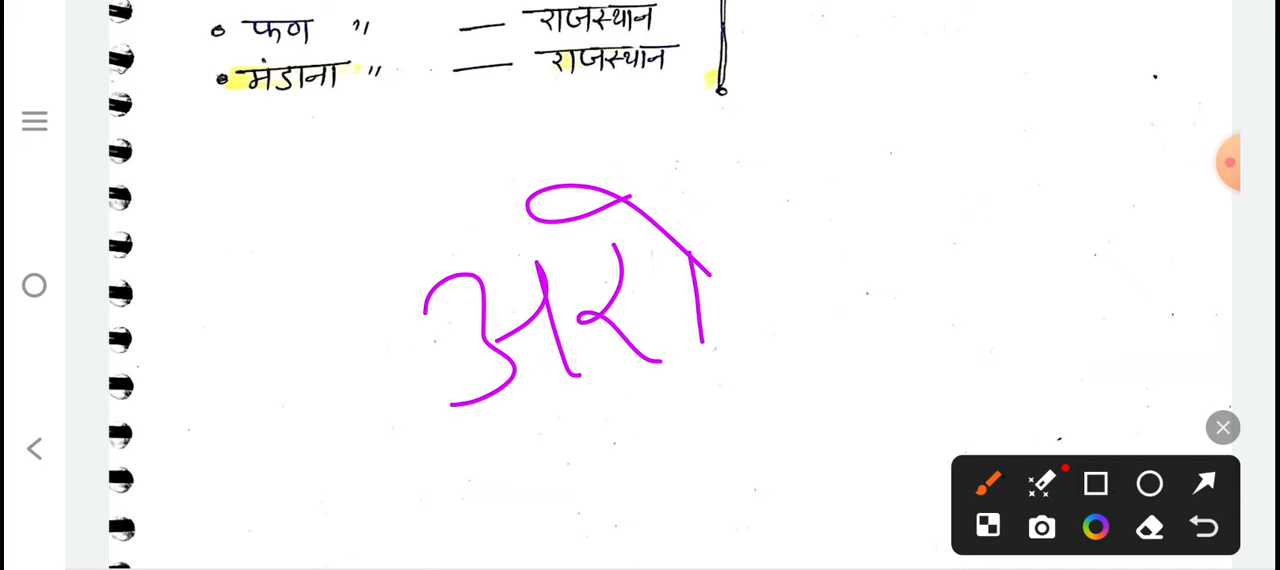 • फण " — राजस्थान
• मंडाना " — राजस्थान
अरो